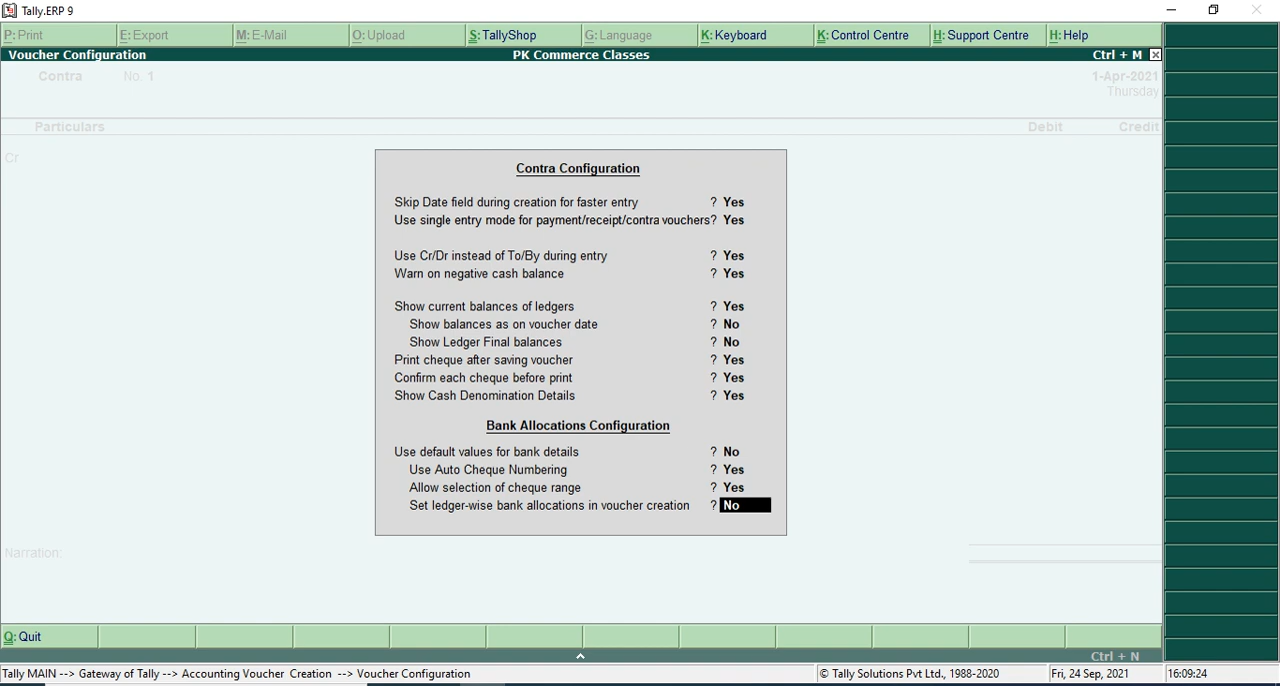 Tally.ERP 9
P: Print E: Export M: E-Mail O: Upload S: TallyShop G: Language K: Keyboard K: Control Centre H: Support Centre H: Help
Voucher Configuration PK Commerce Classes Ctrl + M
Contra No. 1 1-Apr-2021
Thursday
Particulars Debit Credit
Cr
Contra Configuration
Skip Date field during creation for faster entry ? Yes
Use single entry mode for payment/receipt/contra vouchers? Yes
Use Cr/Dr instead of To/By during entry ? Yes
Warn on negative cash balance ? Yes
Show current balances of ledgers ? Yes
Show balances as on voucher date ? No
Show Ledger Final balances ? No
Print cheque after saving voucher ? Yes
Confirm each cheque before print ? Yes
Show Cash Denomination Details ? Yes
Bank Allocations Configuration
Use default values for bank details ? No
Use Auto Cheque Numbering ? Yes
Allow selection of cheque range ? Yes
Set ledger-wise bank allocations in voucher creation ? No
Narration:
Q: Quit
Ctrl + N
Tally MAIN --> Gateway of Tally --> Accounting Voucher Creation --> Voucher Configuration © Tally Solutions Pvt Ltd., 1988-2020 Fri, 24 Sep, 2021 16:09:24